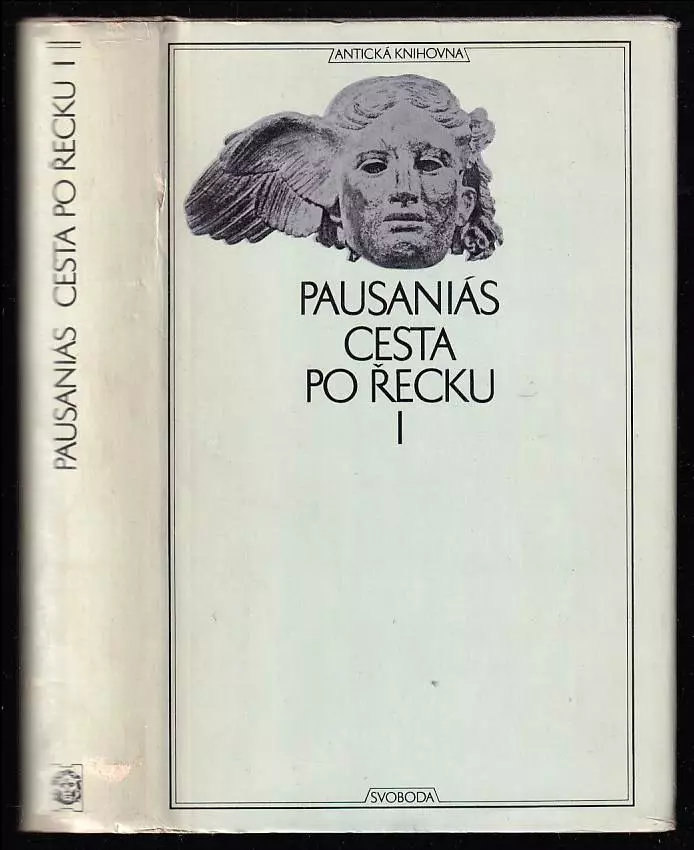 PAUSANIÁS CESTA PO ŘECKU I
ANTICKÁ KNIHOVNA
PAUSANIÁS
CESTA
PO ŘECKU
I
SVOBODA